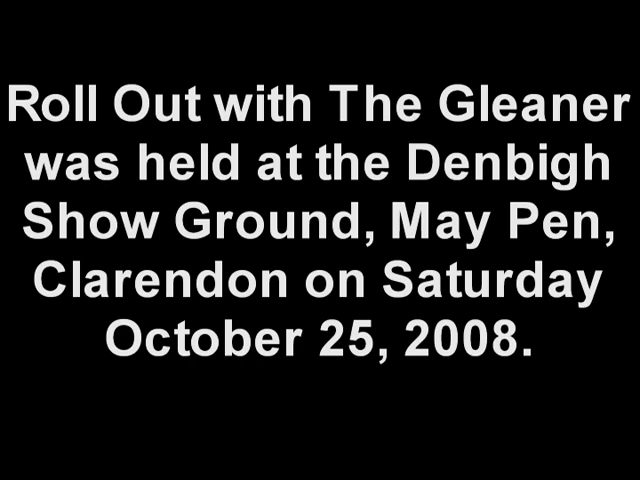 Roll Out with The Gleaner
was held at the Denbigh
Show Ground, May Pen,
Clarendon on Saturday
October 25, 2008.